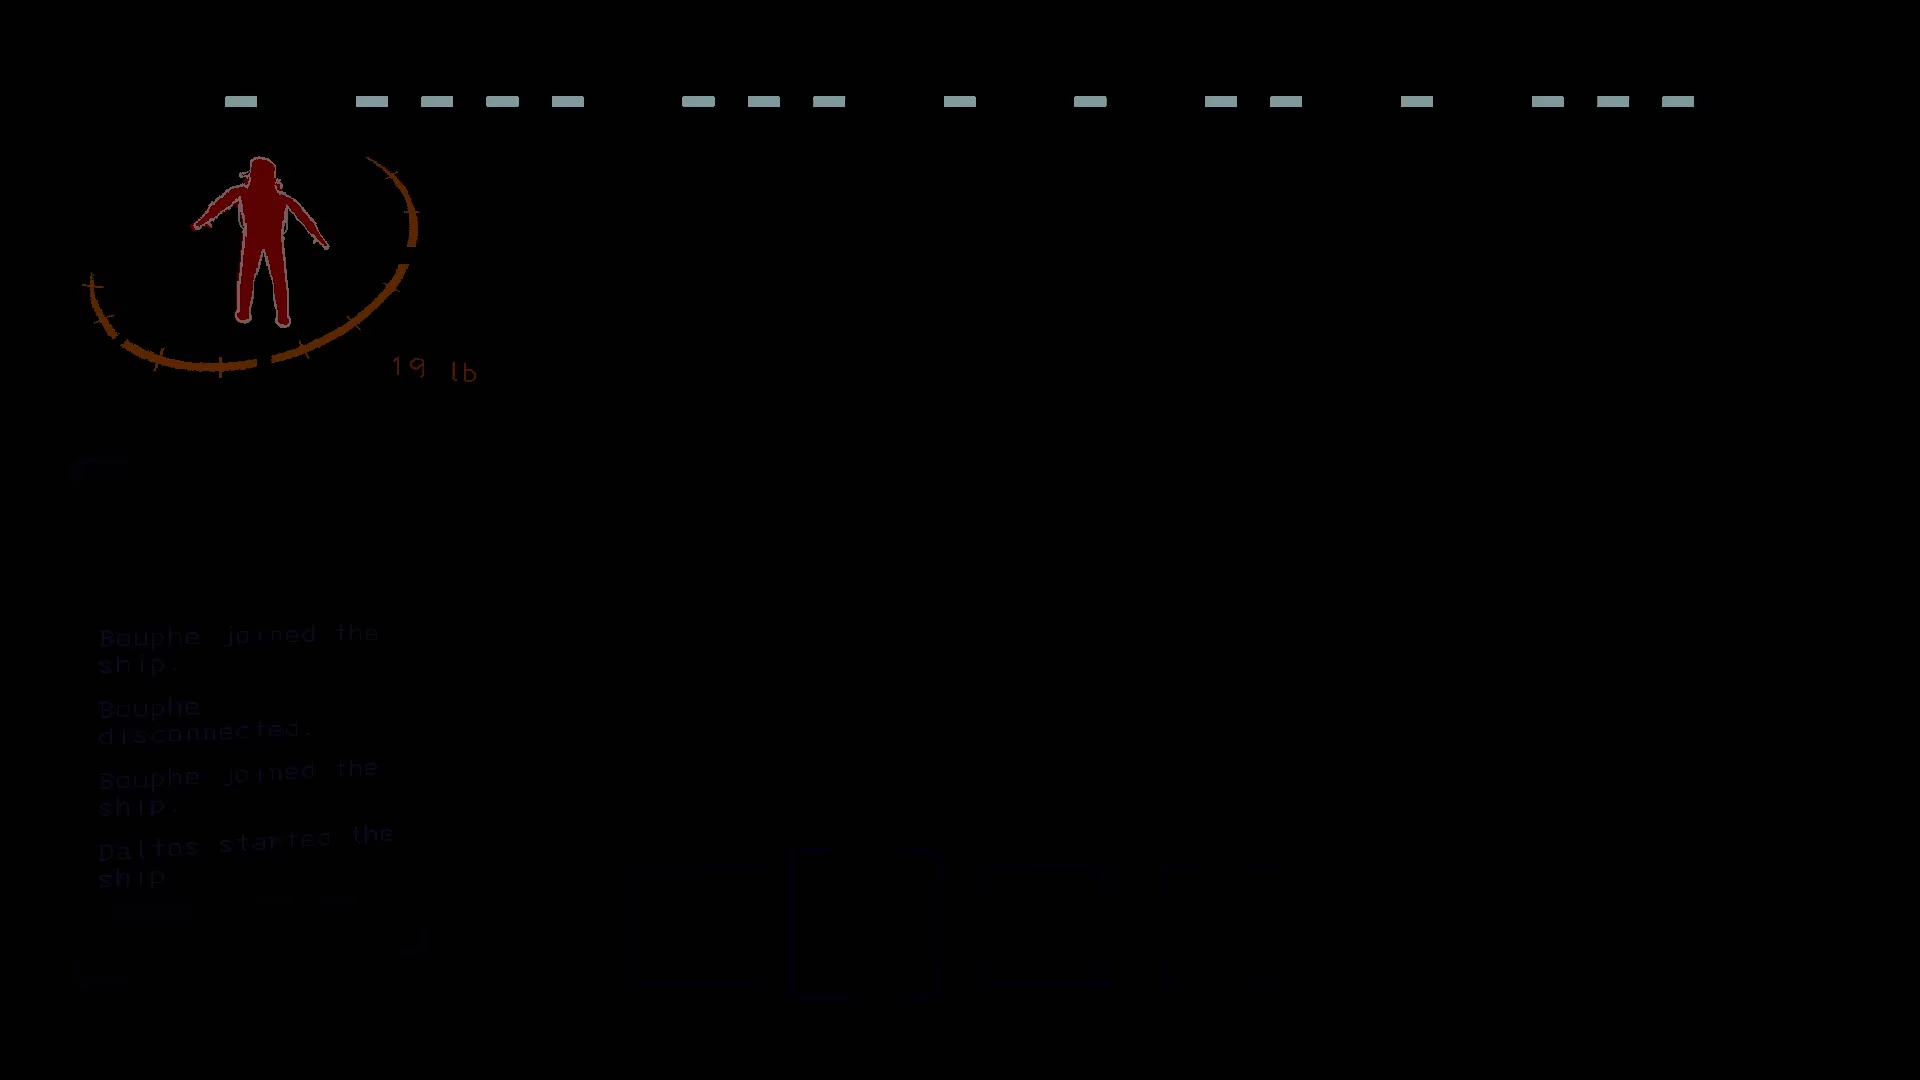 19 lb
Bouphe joined the
ship.
Bouphe
disconnected.
Bouphe joined the
ship.
Daltos started the
ship